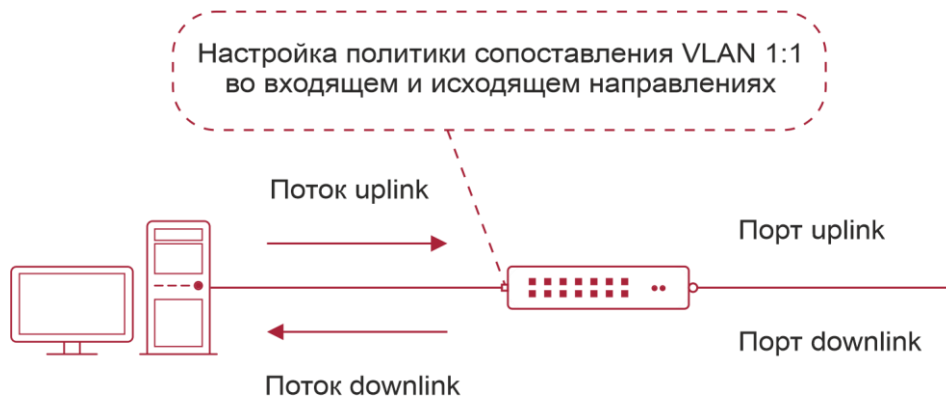 Настройка политики сопоставления VLAN 1:1
во входящем и исходящем направлениях
Поток uplink
Порт uplink
Порт downlink
Поток downlink